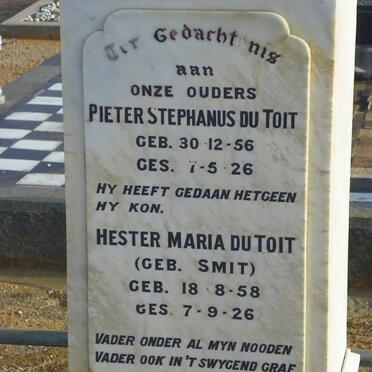 Ter Gedachtenis
aan
ONZE OUDERS
PIETER STEPHANUS DU TOIT
GEB. 30-12-56
GES. 7-5-26
HY HEEFT GEDAAN HETGEEN
HY KON.
HESTER MARIA DU TOIT
(GEB. SMIT)
GEB. 18-8-58
GES. 7-9-26
VADER ONDER AL MYN NOODEN
VADER OOK IN'T SWYGEND GRAF